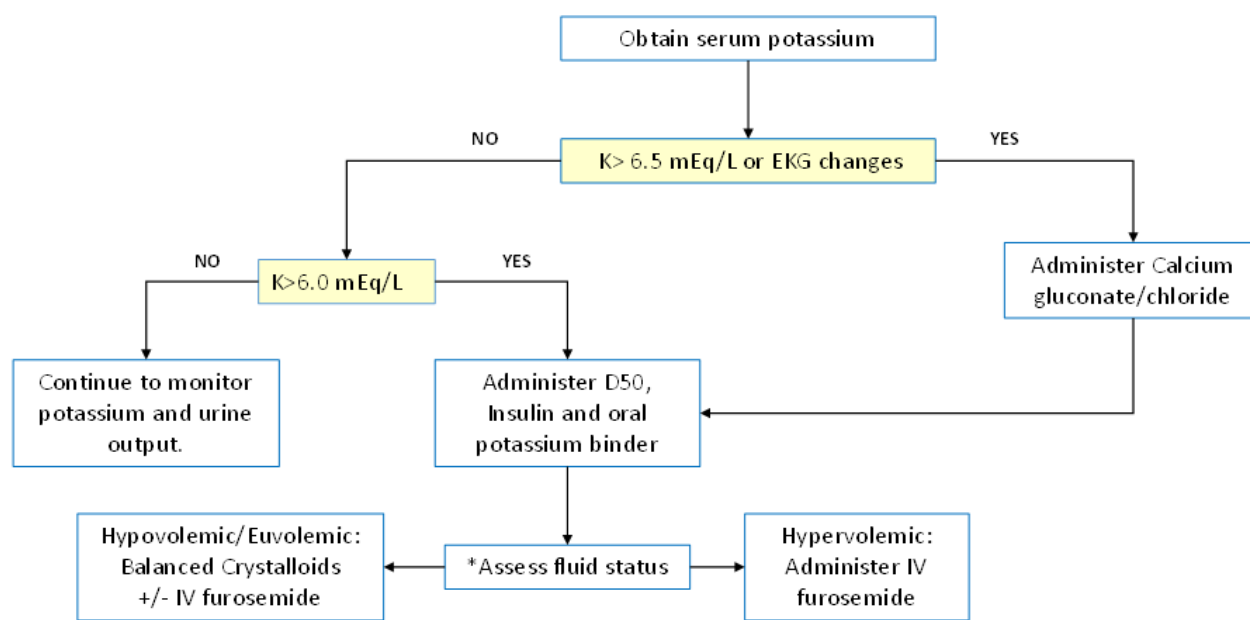 Obtain serum potassium
NO
YES
K> 6.5 mEq/L or EKG changes
NO
YES
K>6.0 mEq/L
Administer Calcium
gluconate/chloride
Continue to monitor
potassium and urine
output.
Administer D50,
Insulin and oral
potassium binder
Hypovolemic/Euvolemic:
Balanced Crystalloids
+/- IV furosemide
*Assess fluid status
Hypervolemic:
Administer IV
furosemide